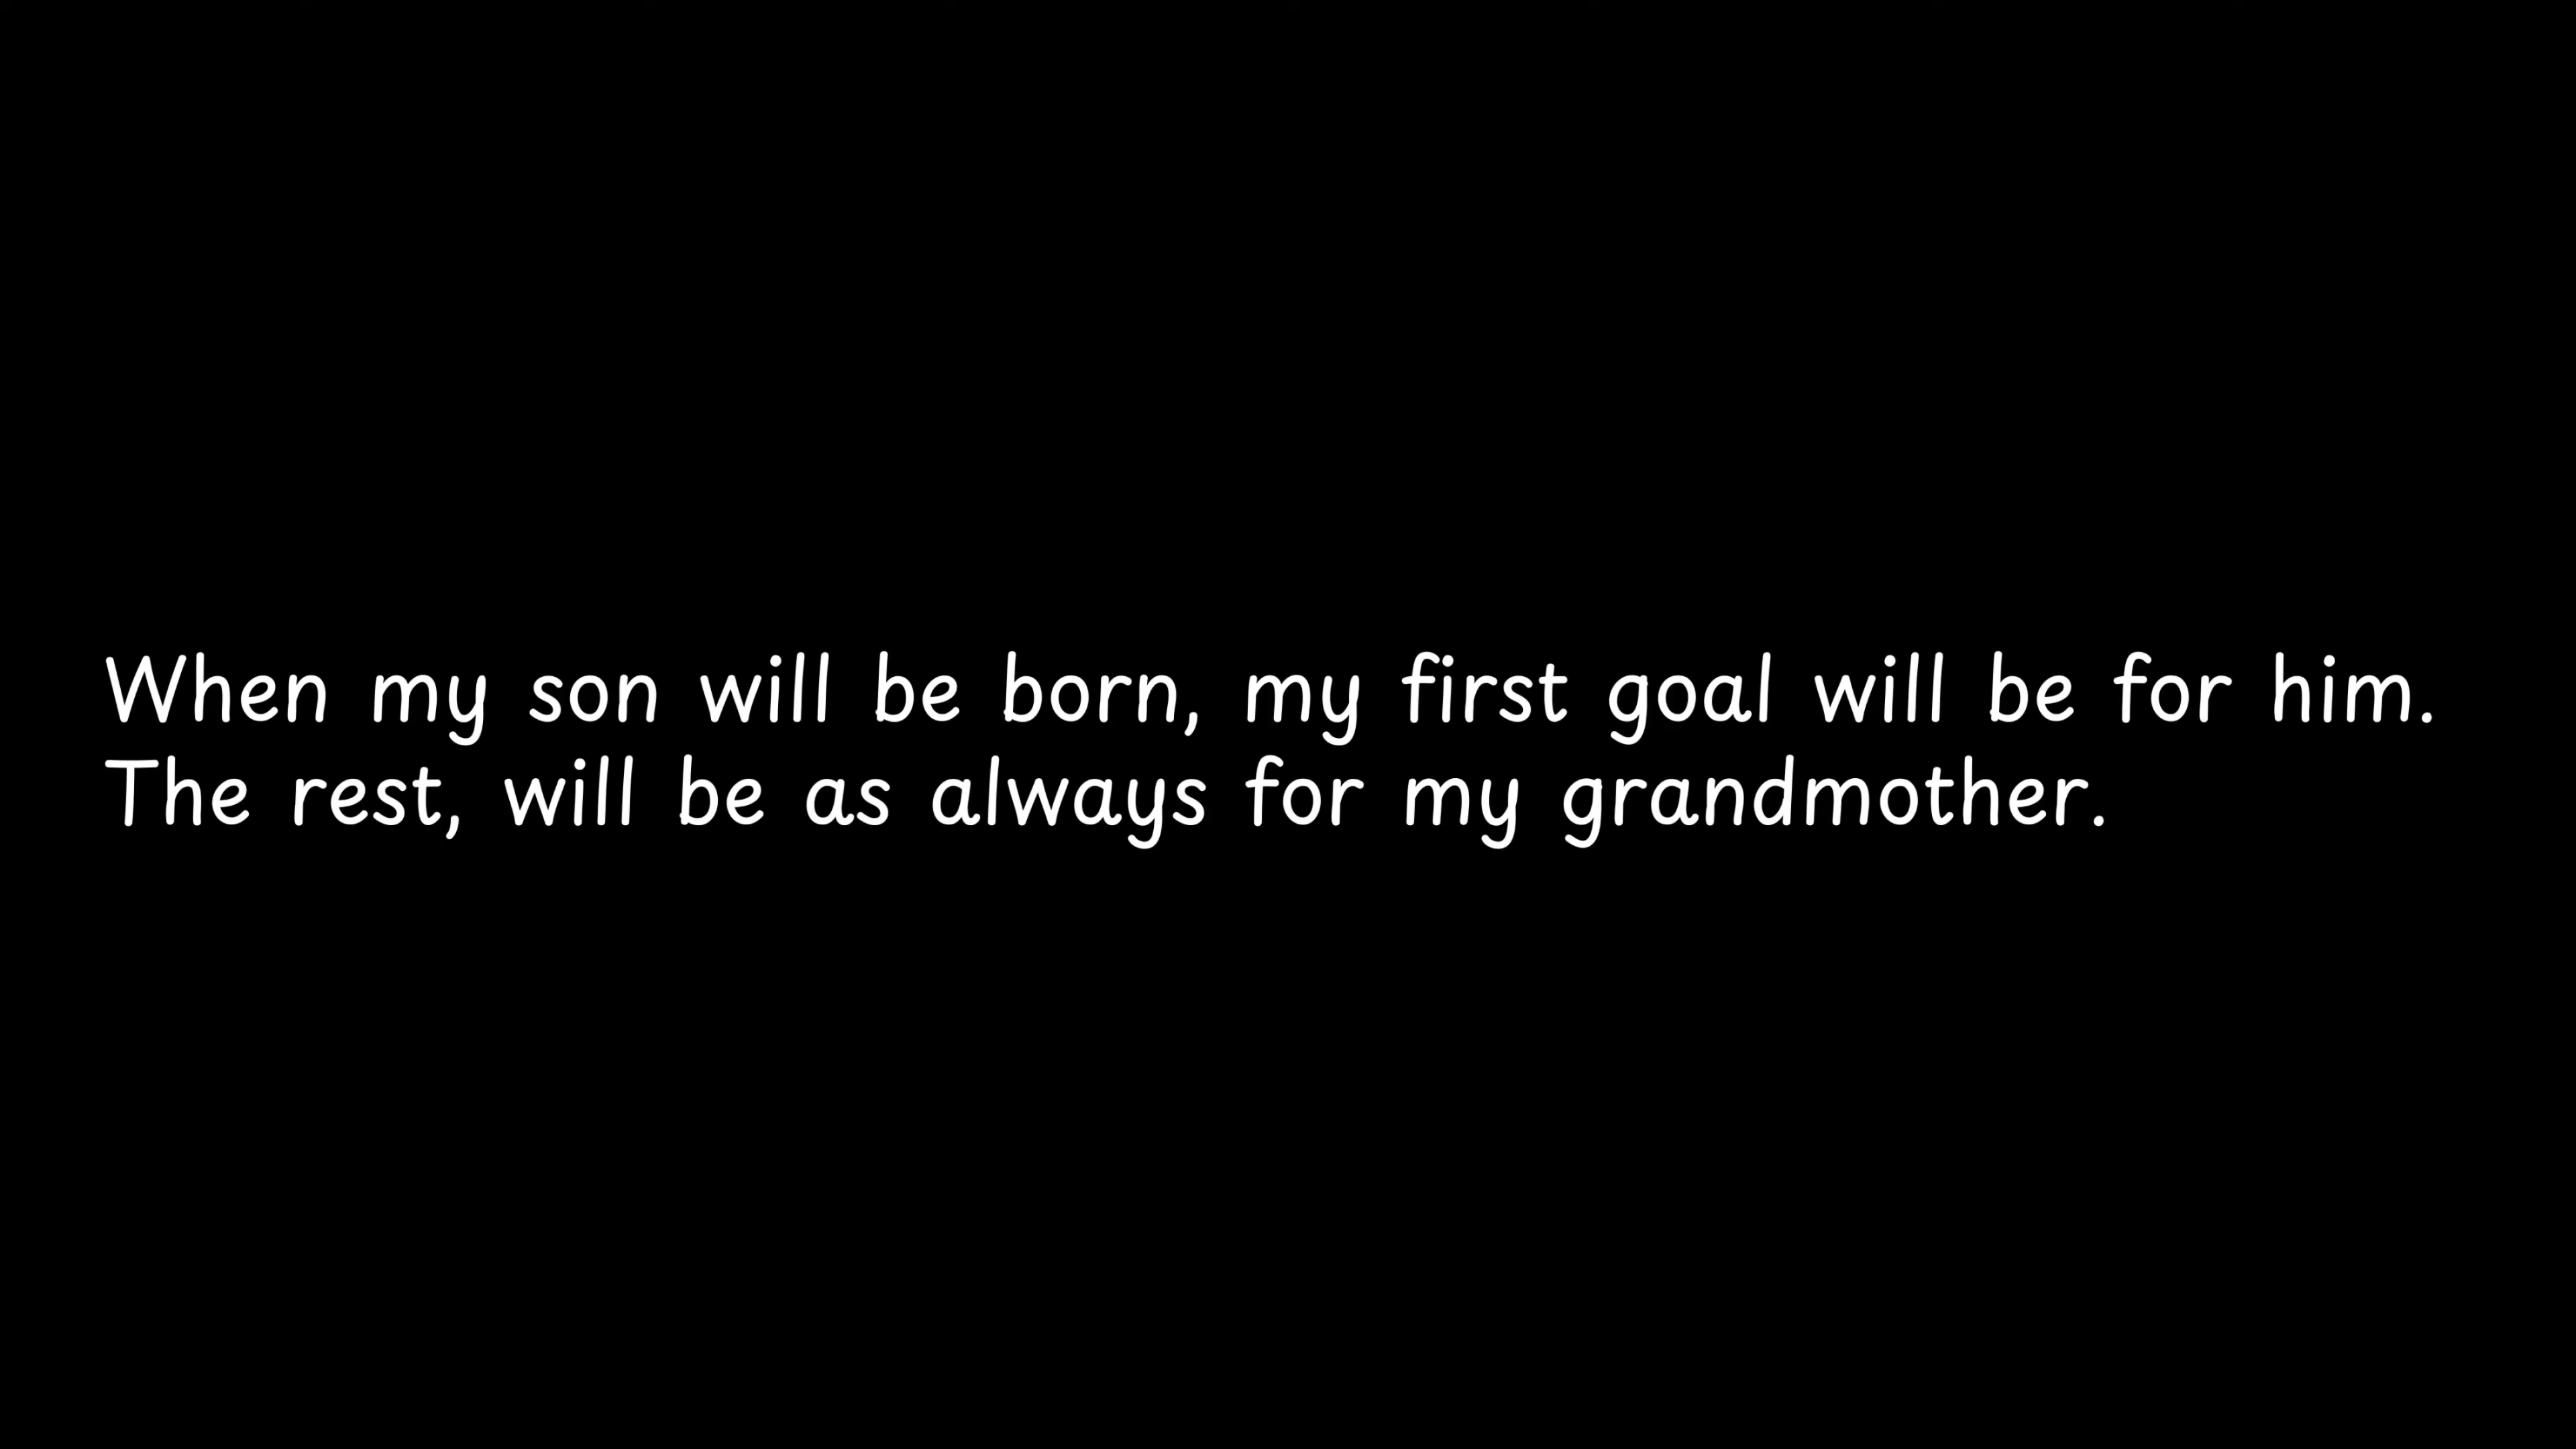 When my son will be born, my first goal will be for him.
The rest, will be as always for my grandmother.